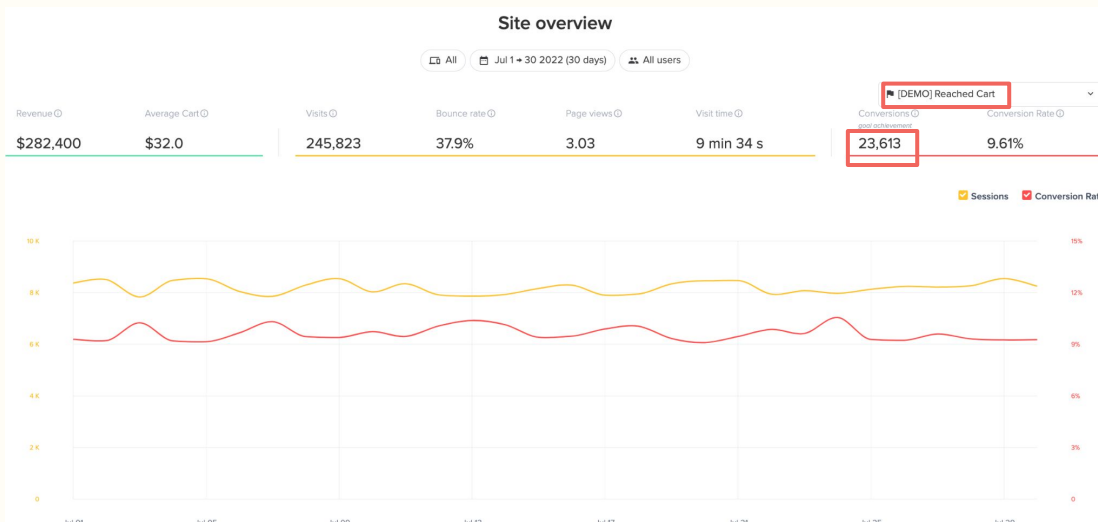 Site overview
All
Jul 1 → 30 2022 (30 days)
All users
[DEMO] Reached Cart
Revenue
Average Cart
Visits
Bounce rate
Page views
Visit time
Conversions
Conversion Rate
goal achievement
$282,400
$32.0
245,823
37.9%
3.03
9 min 34 s
23,613
9.61%
Sessions
Conversion Rat
10 K
15%
8 K
12%
6 K
9%
4 K
6%
2 K
3%
0
0